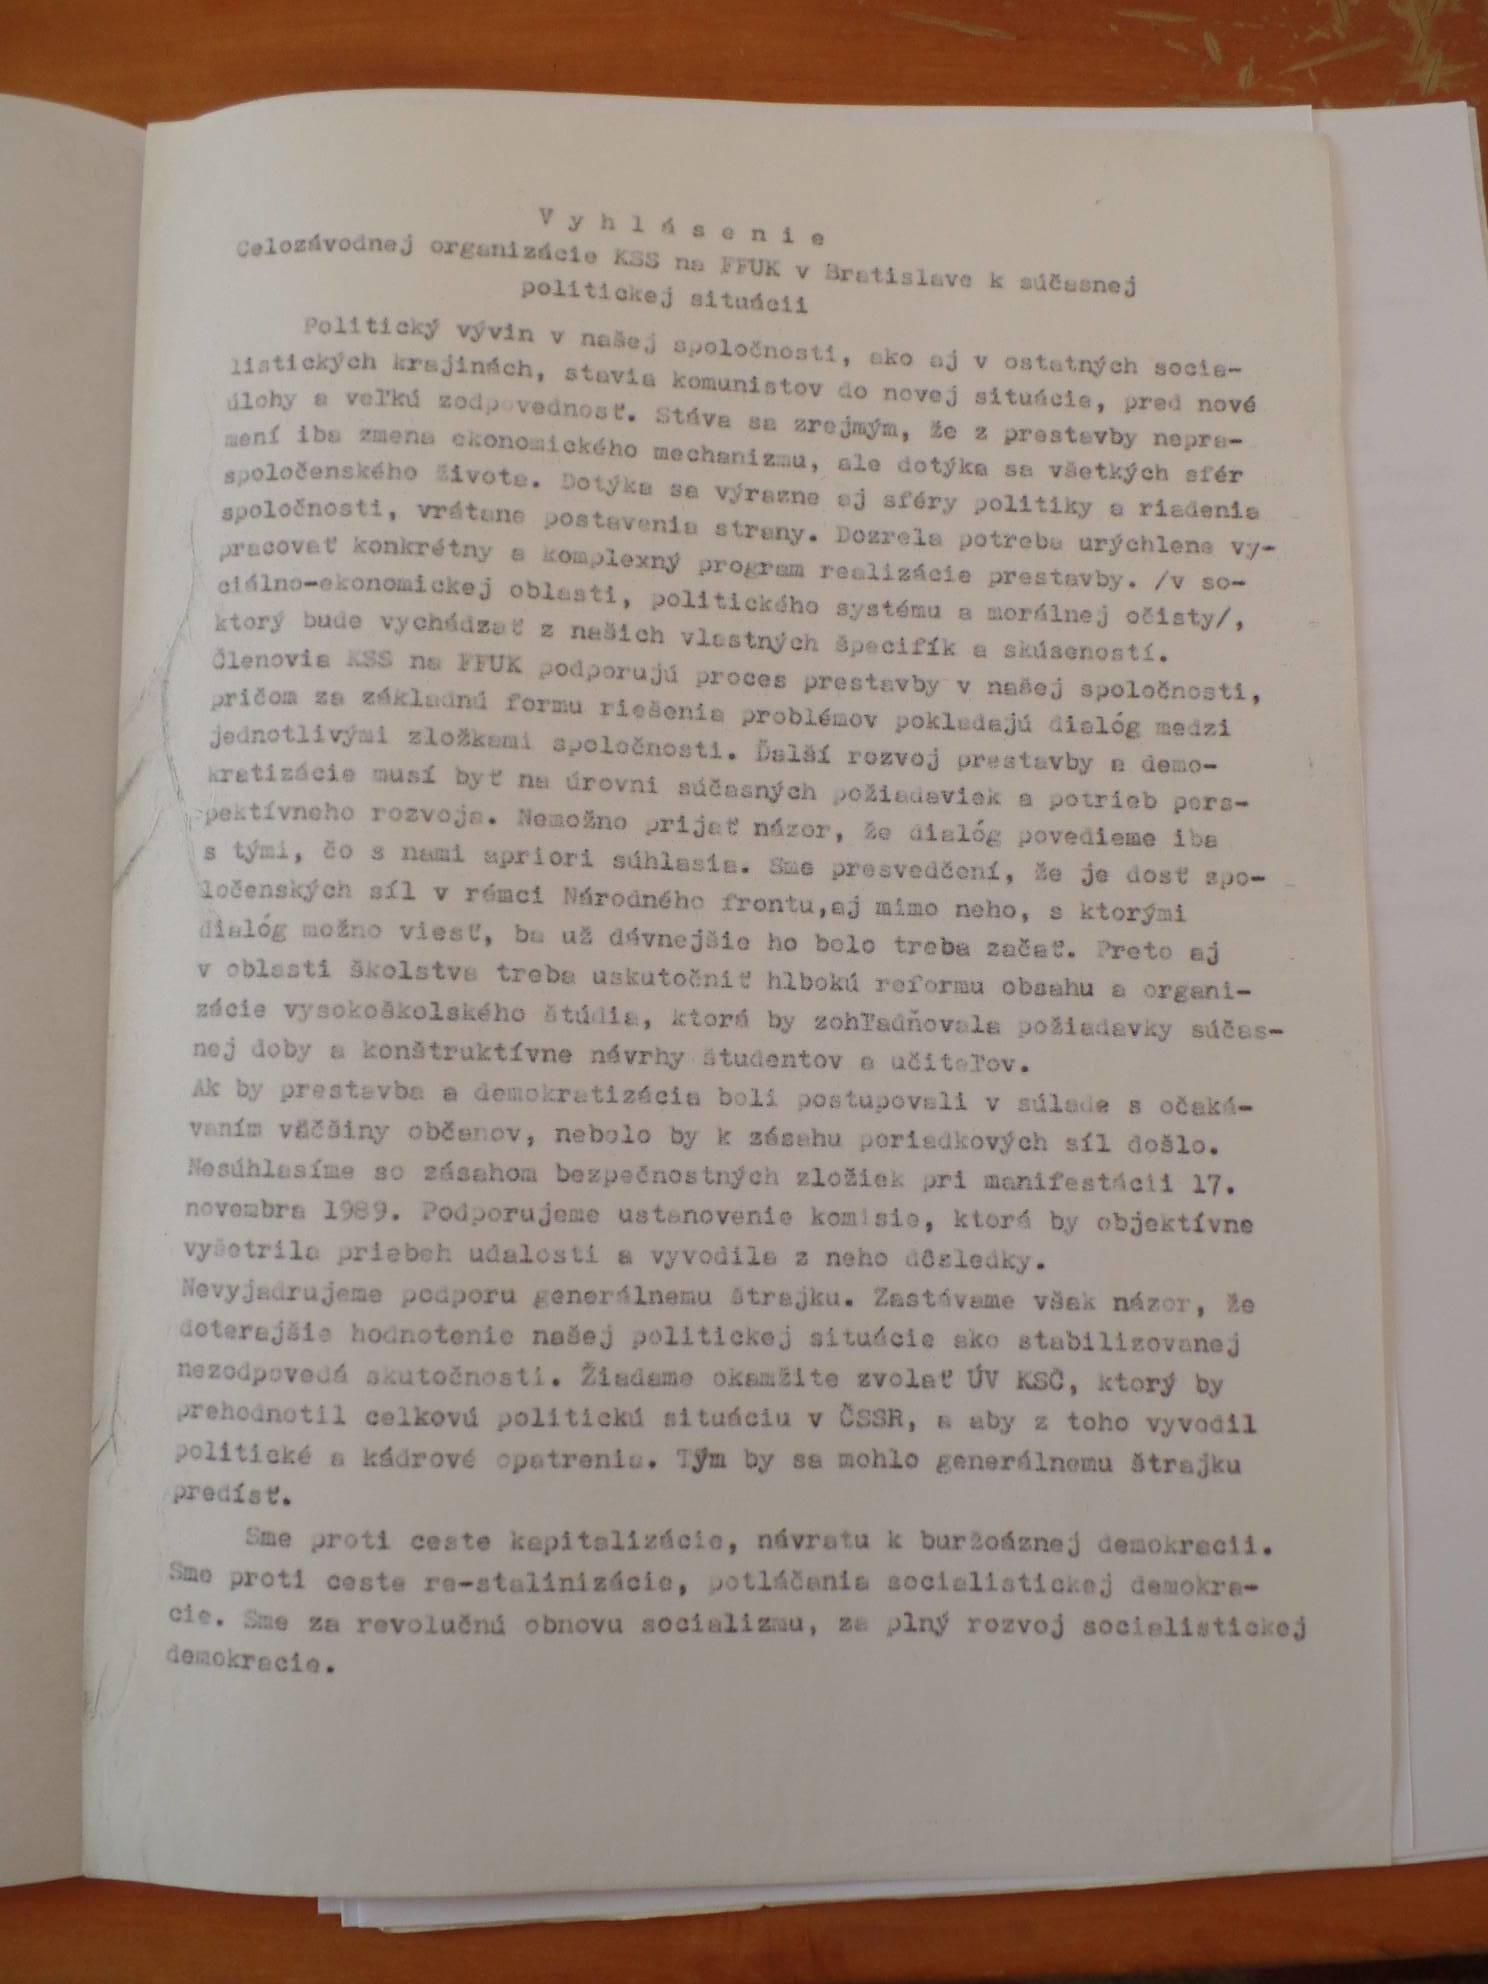 V y h l á s e n i e
Celozávodnej organizácie KSS na FFUK v Bratislave k súčasnej
politickej situácii
Politický vývin v našej spoločnosti, ako aj v ostatných socia-
listických krajinách, stavia komunistov do novej situácie, pred nové
úlohy a veľkú zodpovednosť. Stáva sa zrejmým, že z prestavby nepra-
mení iba zmena ekonomického mechanizmu, ale dotýka sa všetkých sfér
spoločenského života. Dotýka sa výrazne aj sféry politiky a riadenia
spoločnosti, vrátane postavenia strany. Dozrela potreba urýchlene vy-
pracovať konkrétny a komplexný program realizácie prestavby. /v so-
ciálno-ekonomickej oblasti, politického systému a morálnej očisty/,
ktorý bude vychádzať z našich vlastných špecifík a skúseností.
Členovia KSS na FFUK podporujú proces prestavby v našej spoločnosti,
pričom za základnú formu riešenia problémov pokladajú dialóg medzi
jednotlivými zložkami spoločnosti. Ďalší rozvoj prestavby a demo-
kratizácie musí byť na úrovni súčasných požiadaviek a potrieb pers-
pektívneho rozvoja. Nemožno prijať názor, že dialóg povedieme iba
s tými, čo s nami apriori súhlasia. Sme presvedčení, že je dosť spo-
ločenských síl v rámci Národného frontu,aj mimo neho, s ktorými
dialóg možno viesť, ba už dávnejšie ho bolo treba začať. Preto aj
v oblasti školstva treba uskutočniť hlbokú reformu obsahu a organi-
zácie vysokoškolského štúdia, ktorá by zohľadňovala požiadavky súčas-
nej doby a konštruktívne návrhy študentov a učiteľov.
Ak by prestavba a demokratizácia boli postupovali v súlade s očaká-
vaním väčšiny občanov, nebolo by k zásahu poriadkových síl došlo.
Nesúhlasíme so zásahom bezpečnostných zložiek pri manifestácii 17.
novembra 1989. Podporujeme ustanovenie komisie, ktorá by objektívne
vyšetrila priebeh udalosti a vyvodila z neho dôsledky.
Nevyjadrujeme podporu generálnemu štrajku. Zastávame však názor, že
doterajšie hodnotenie našej politickej situácie ako stabilizovanej
nezodpovedá skutočnosti. Žiadame okamžite zvolať ÚV KSČ, ktorý by
prehodnotil celkovú politickú situáciu v ČSSR, a aby z toho vyvodil
politické a kádrové opatrenia. Tým by sa mohlo generálnemu štrajku
predísť.
Sme proti ceste kapitalizácie, návratu k buržoáznej demokracii.
Sme proti ceste re-stalinizácie, potláčania socialistickej demokra-
cie. Sme za revolučnú obnovu socializmu, za plný rozvoj socialistickej
demokracie.